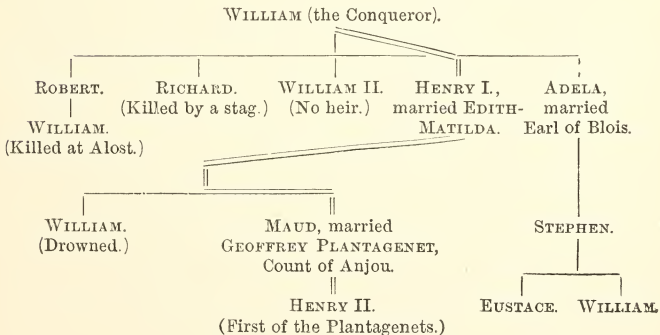 WILLIAM (the Conqueror).
ROBERT. RICHARD. WILLIAM II. HENRY I., ADELA,
(Killed by a stag.) (No heir.) married EDITH- married
WILLIAM. MATILDA. Earl of Blois.
(Killed at Alost.)
WILLIAM. MAUD, married STEPHEN.
(Drowned.) GEOFFREY PLANTAGENET,
Count of Anjou.
HENRY II. EUSTACE. WILLIAM.
(First of the Plantagenets.)